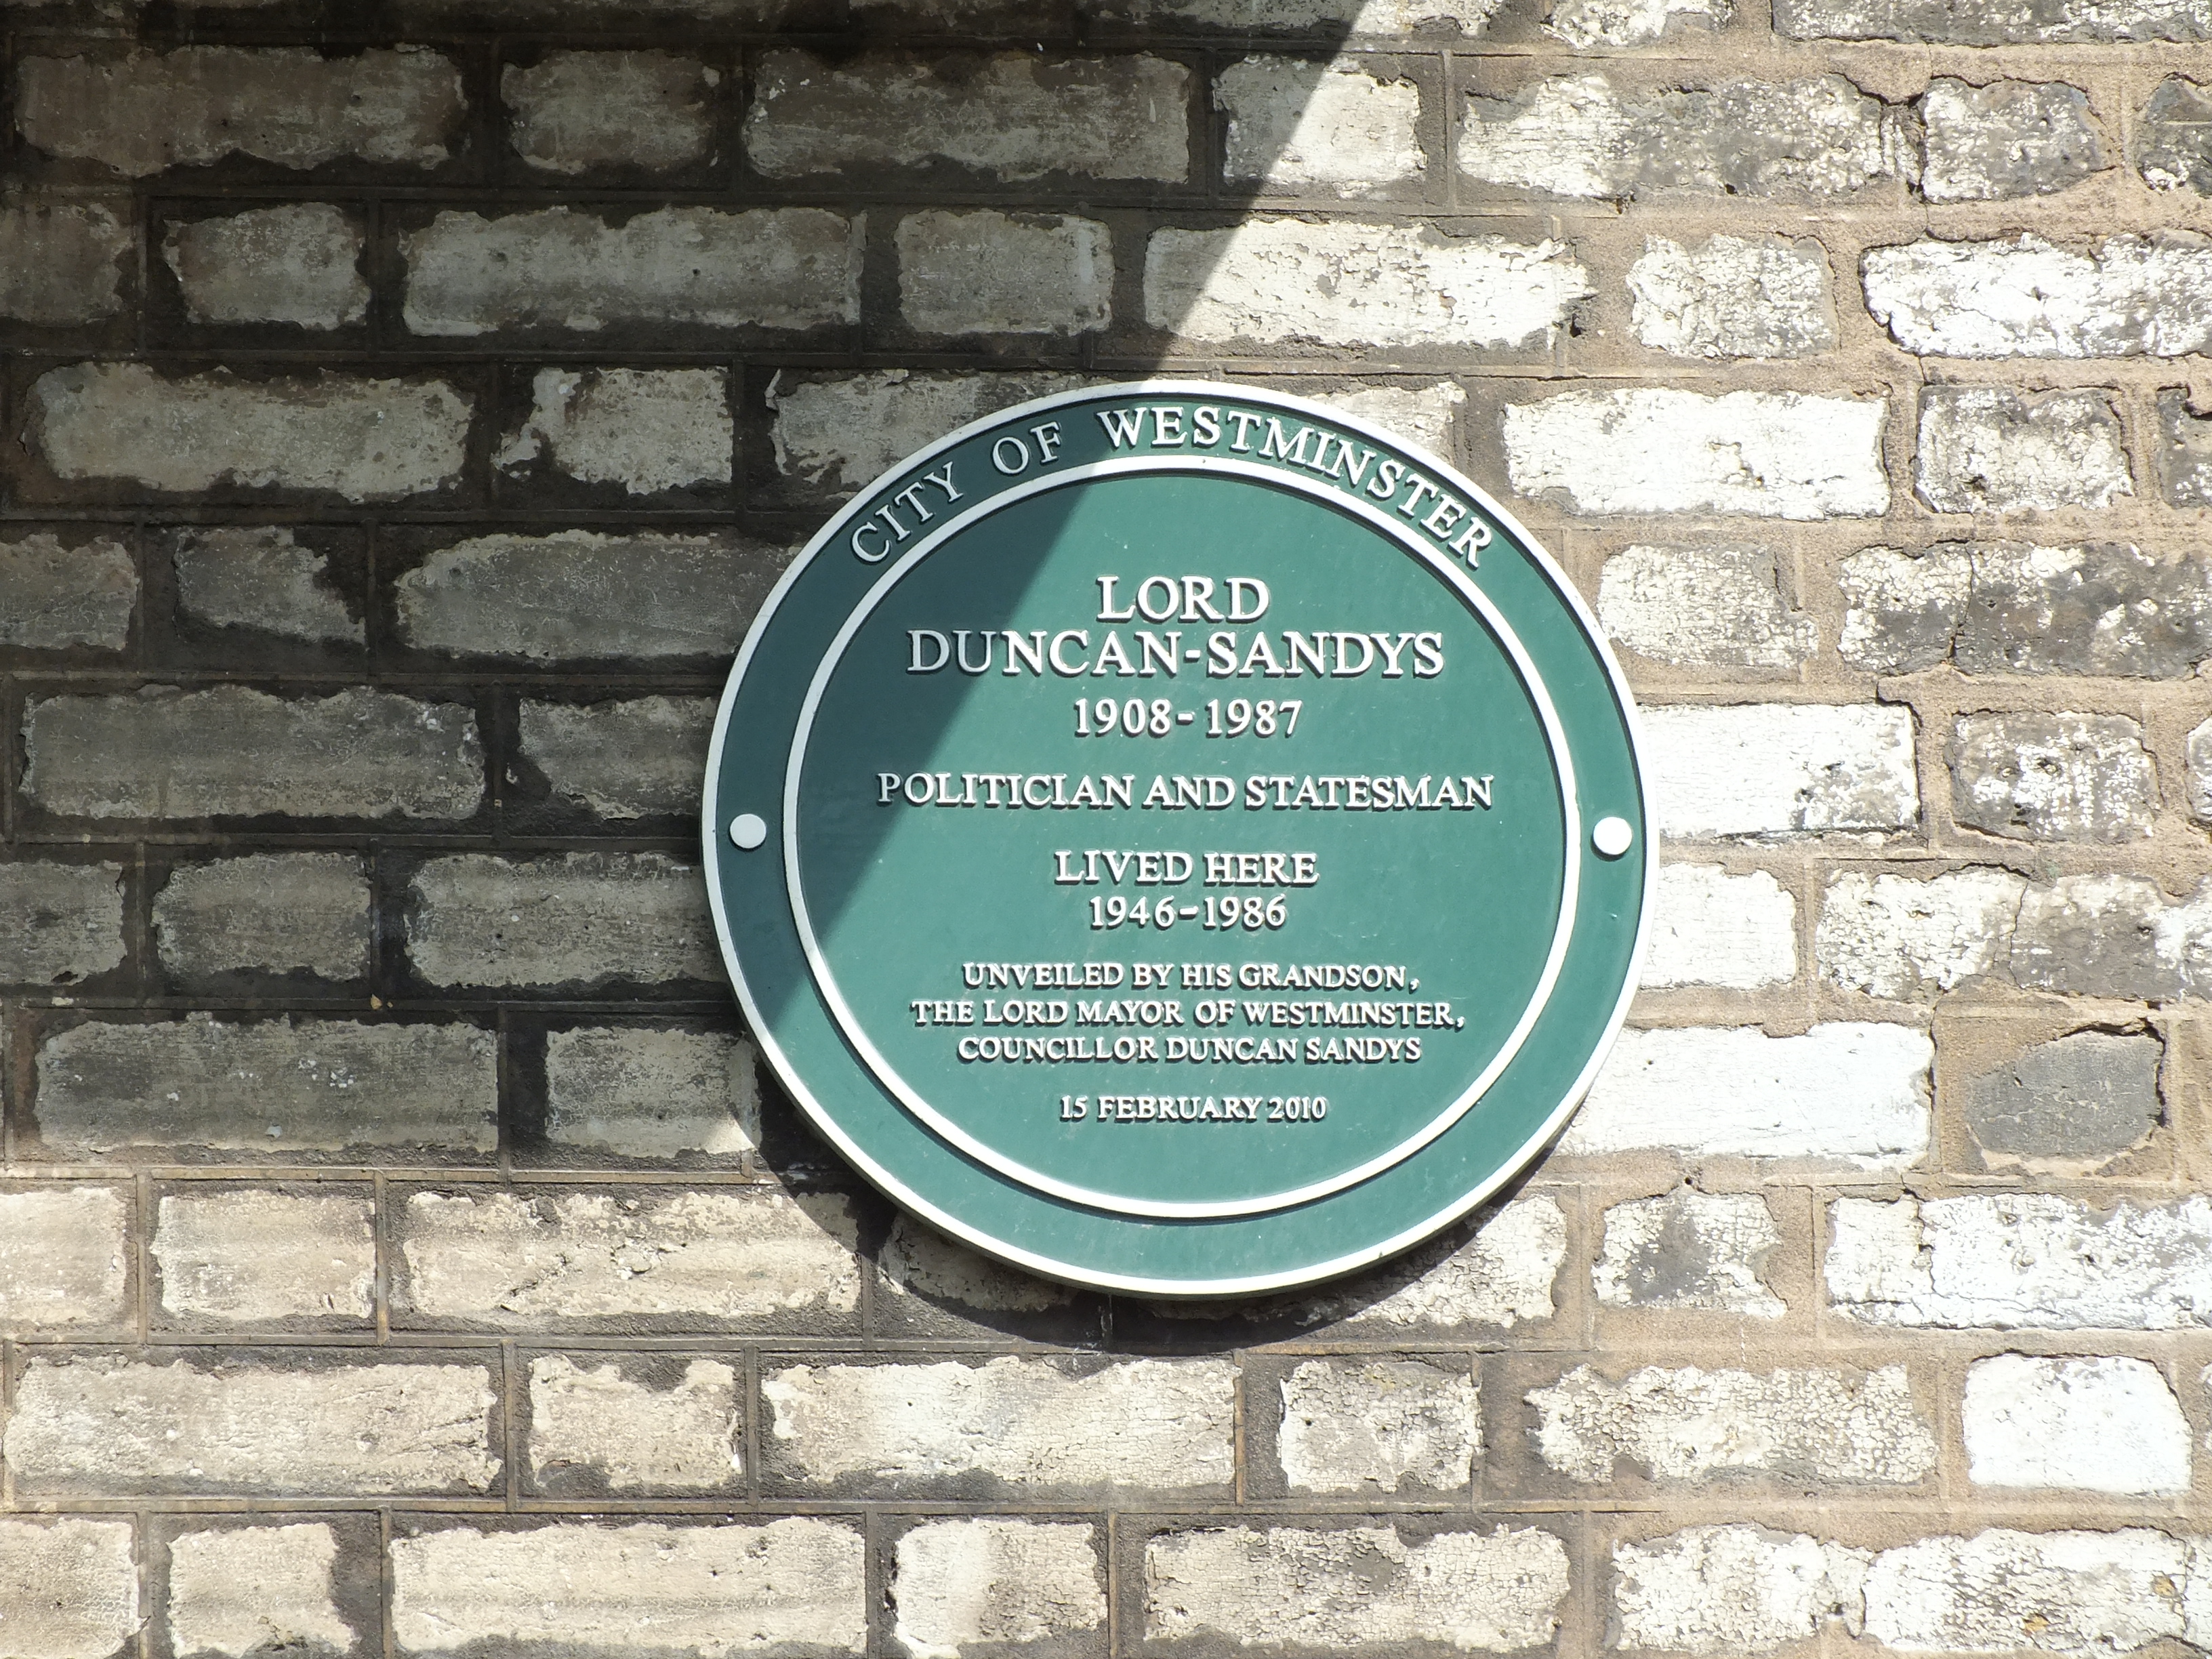 CITY OF WESTMINSTER
LORD
DUNCAN-SANDYS
1908-1987
POLITICIAN AND STATESMAN
LIVED HERE
1946-1986
UNVEILED BY HIS GRANDSON,
THE LORD MAYOR OF WESTMINSTER,
COUNCILLOR DUNCAN SANDYS
15 FEBRUARY 2010